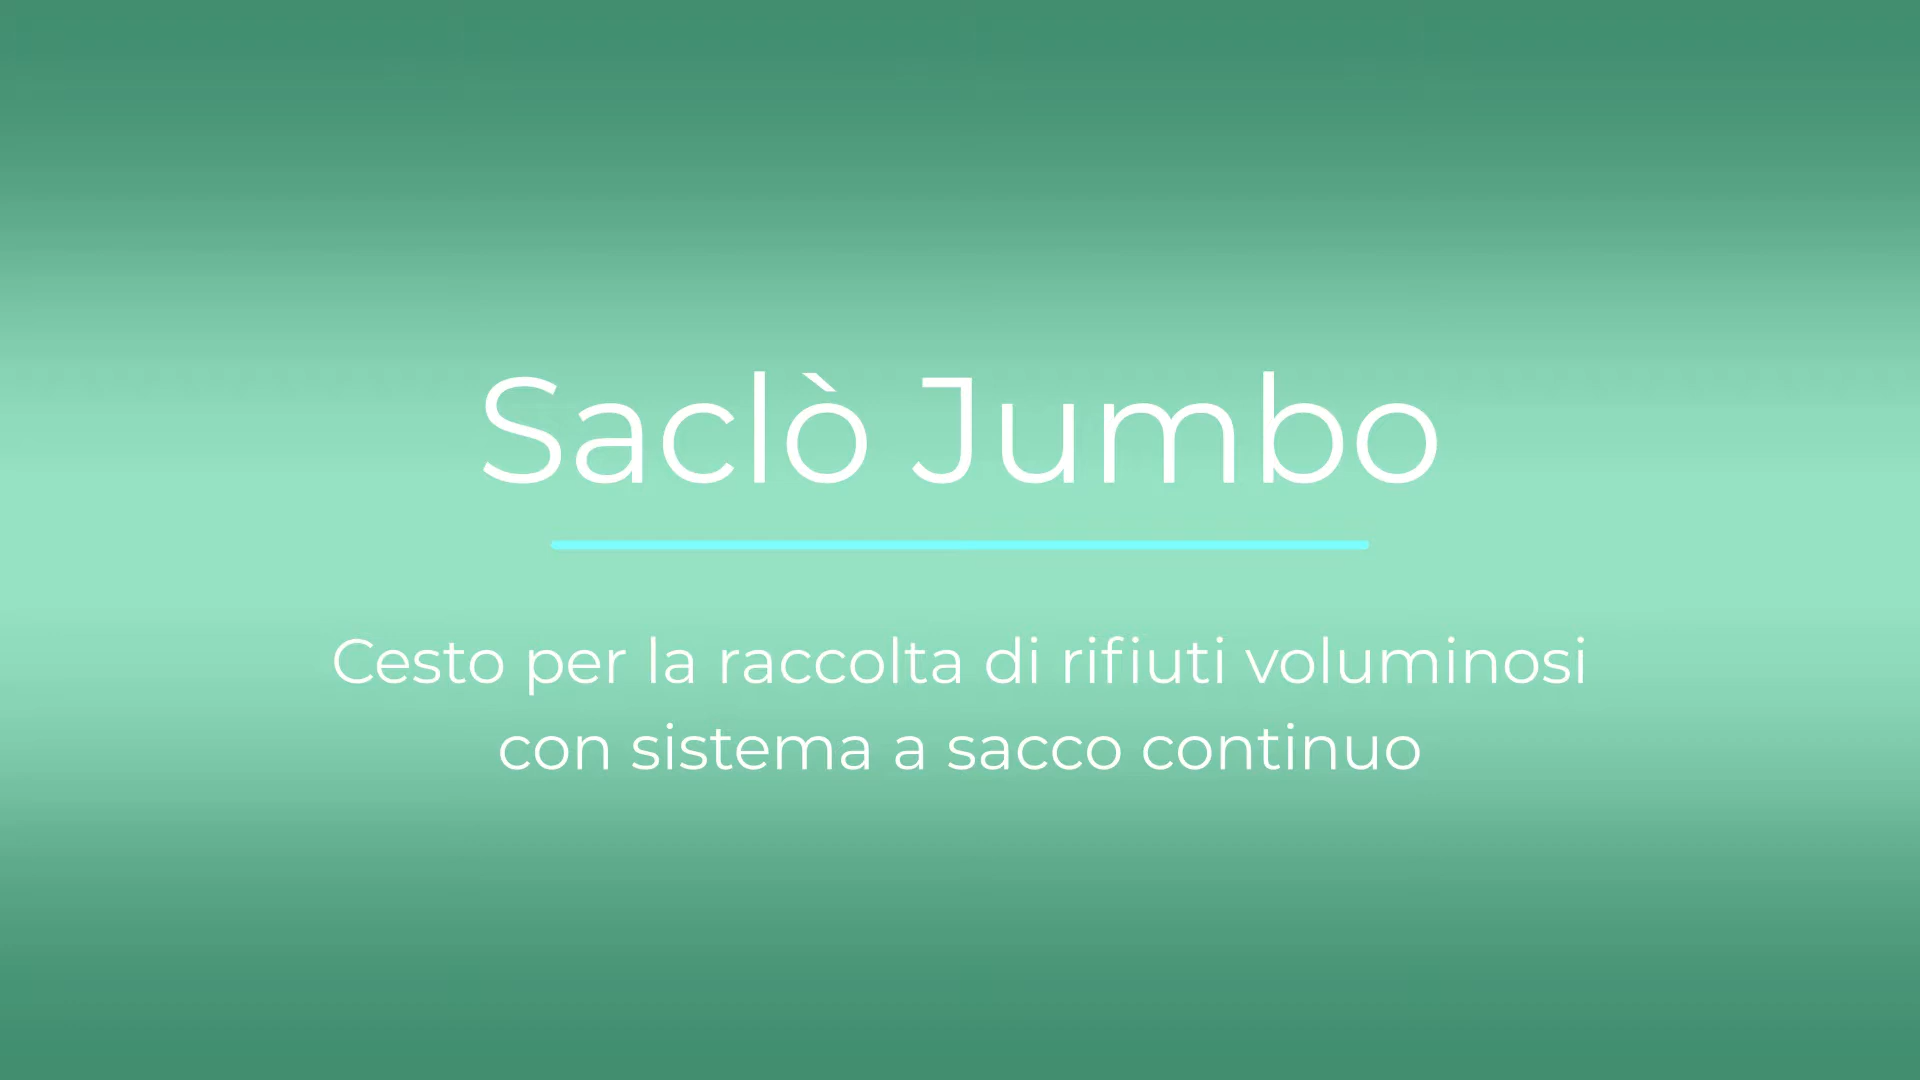 Saclò Jumbo
Cesto per la raccolta di rifiuti voluminosi
con sistema a sacco continuo